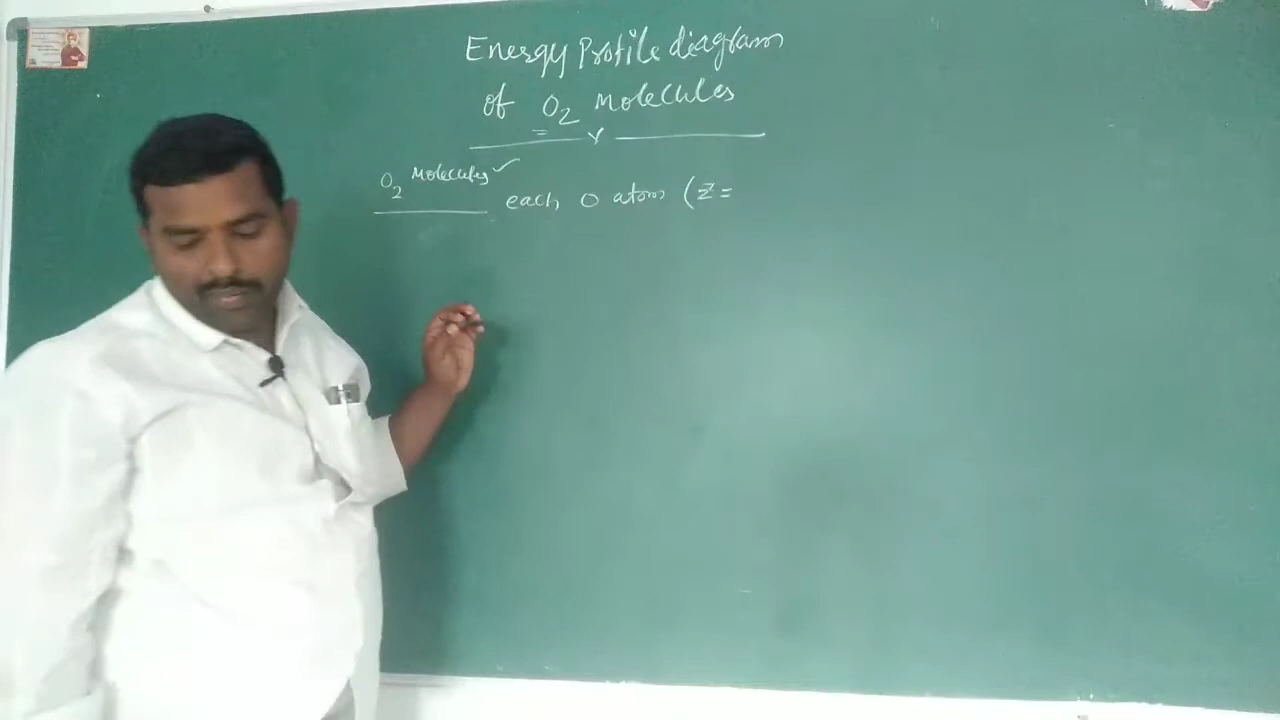 Energy Profile diagram
of O2 Molecules
O2 Molecules ✓ each O atom (Z =